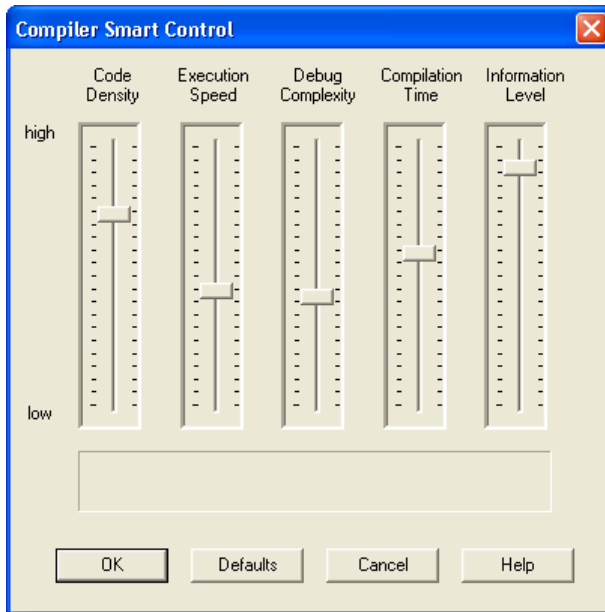 Compiler Smart Control
Code Density
Execution Speed
Debug Complexity
Compilation Time
Information Level
high
low
OK
Defaults
Cancel
Help